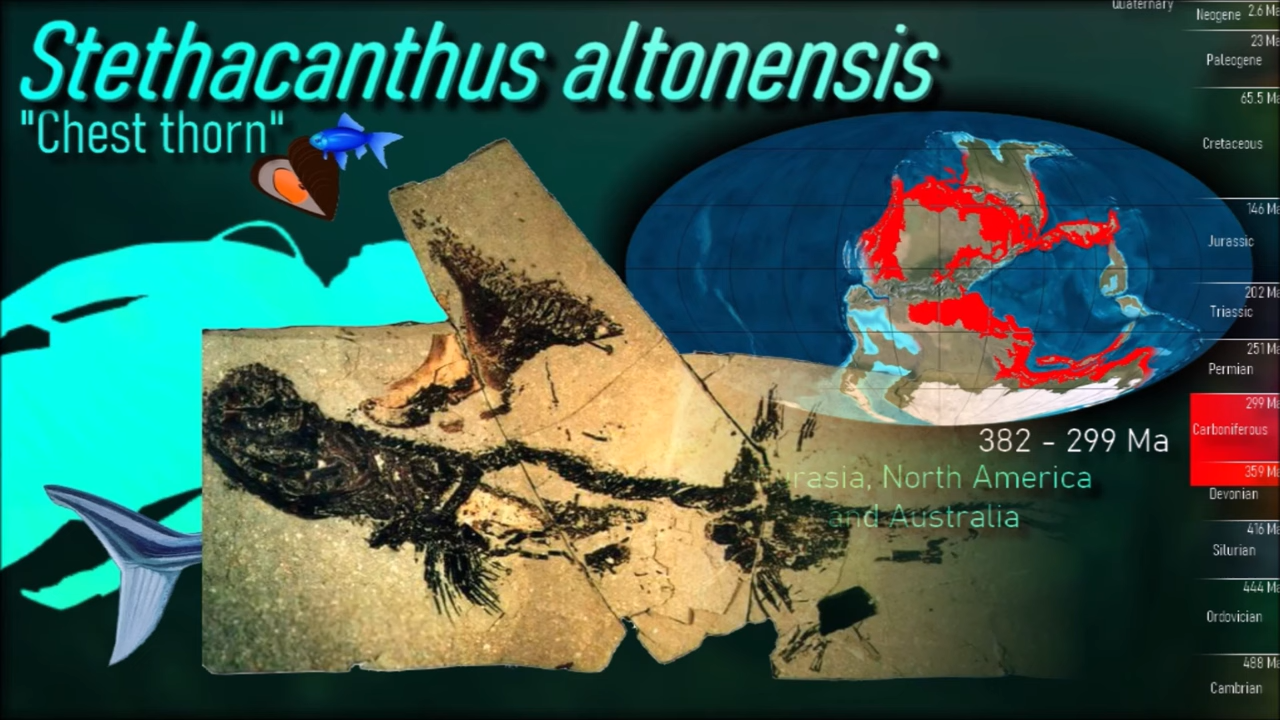 Stethacanthus altonensis
"Chest thorn"
382 - 299 Ma
rasia, North America
and Australia
Quaternary
Neogene 2.6 Ma
23 Ma
Paleogene
65.5 Ma
Cretaceous
146 Ma
Jurassic
202 Ma
Triassic
251 Ma
Permian
299 Ma
Carboniferous
359 Ma
Devonian
416 Ma
Silurian
444 Ma
Ordovician
488 Ma
Cambrian